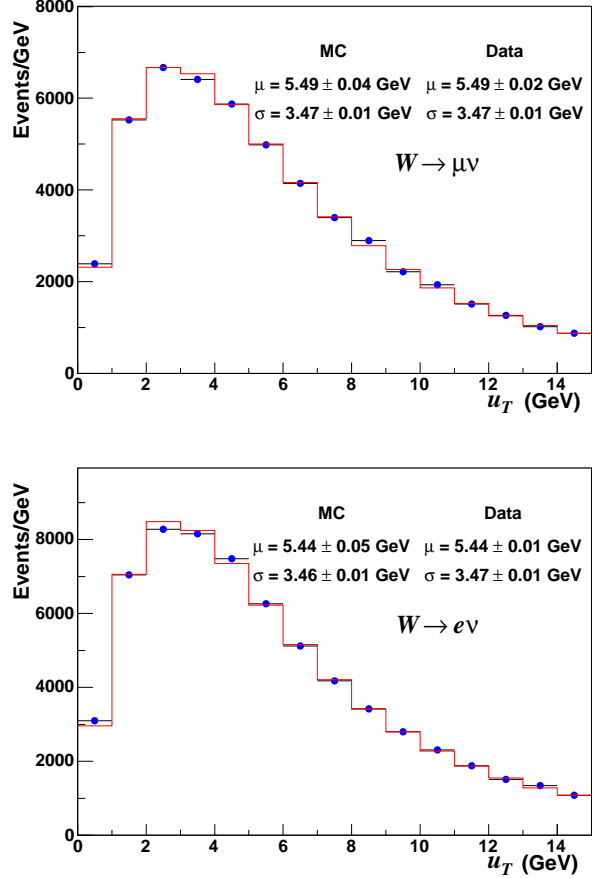 Events/GeV
8000
6000
4000
2000
0
MC Data
μ = 5.49 ± 0.04 GeV μ = 5.49 ± 0.02 GeV
σ = 3.47 ± 0.01 GeV σ = 3.47 ± 0.01 GeV
W → μν
0 2 4 6 8 10 12 14
u_T (GeV)
Events/GeV
8000
6000
4000
2000
0
MC Data
μ = 5.44 ± 0.05 GeV μ = 5.44 ± 0.01 GeV
σ = 3.46 ± 0.01 GeV σ = 3.47 ± 0.01 GeV
W → eν
0 2 4 6 8 10 12 14
u_T (GeV)